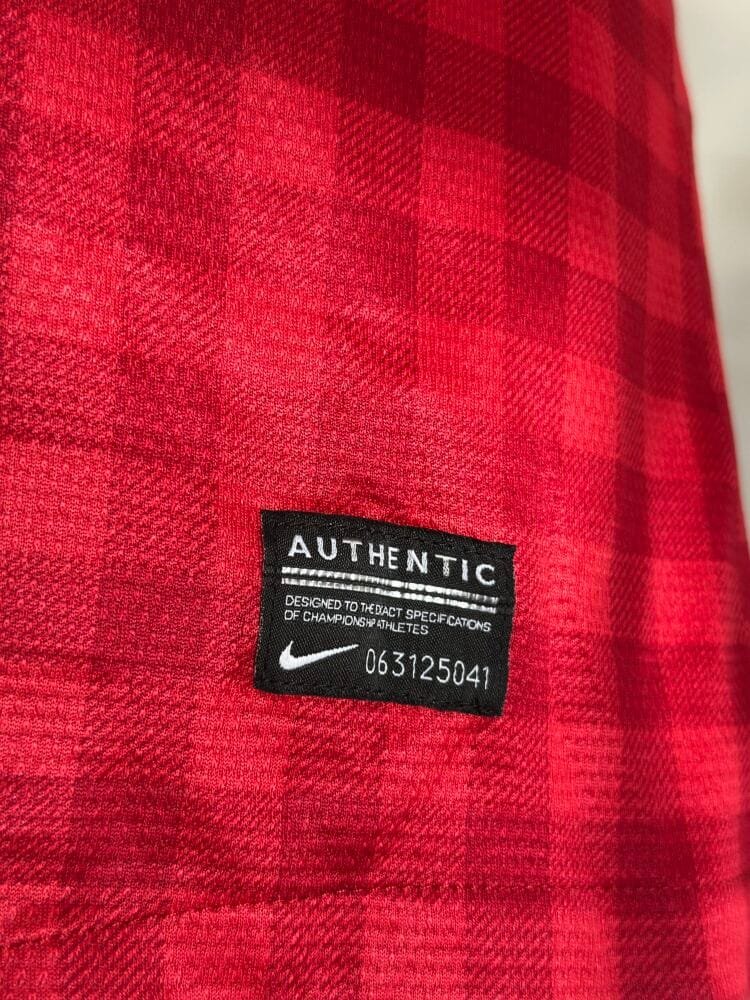 AUTHENTIC
DESIGNED TO THE EXACT SPECIFICATIONS
OF CHAMPIONSHIP ATHLETES
063125041